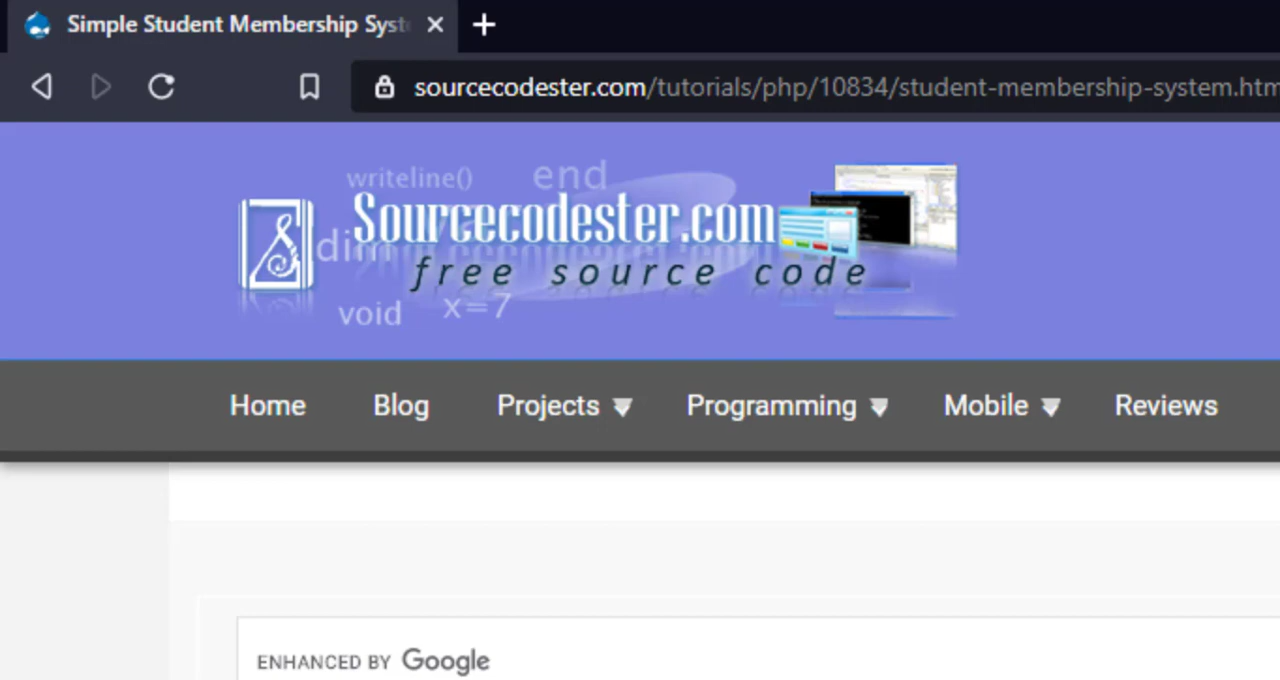 Simple Student Membership Syst
sourcecodester.com/tutorials/php/10834/student-membership-system.htm
writeline() end
Sourcecodester.com
dim
free source code
void x=7
Home Blog Projects Programming Mobile Reviews
ENHANCED BY Google